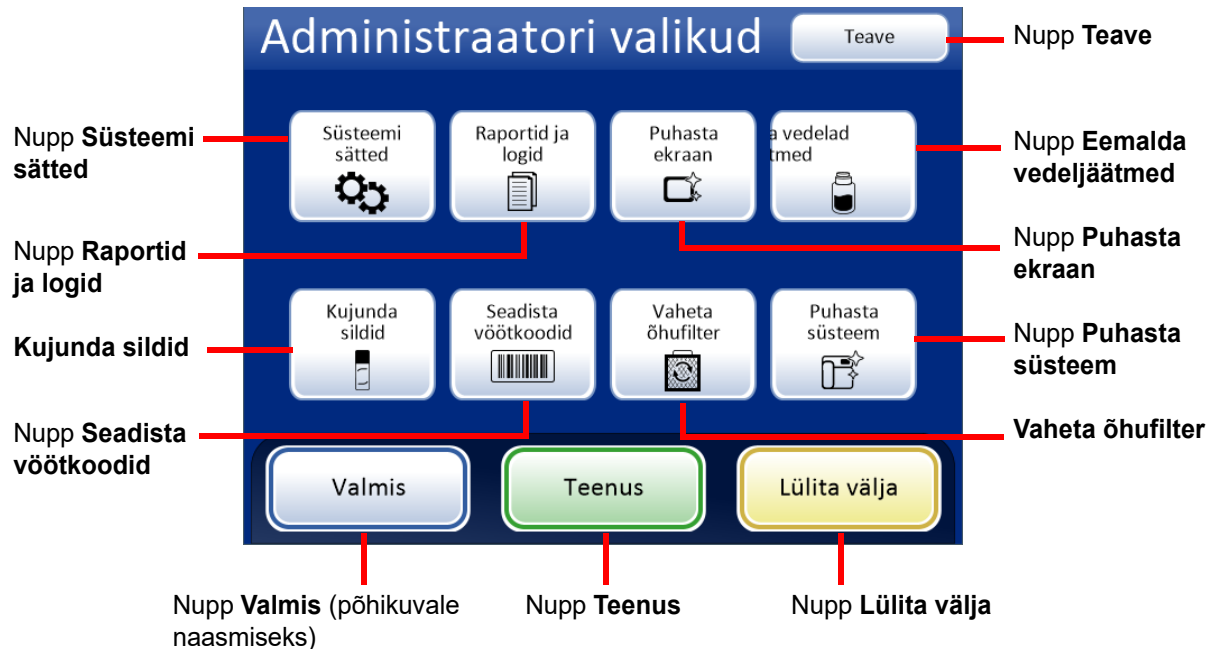 Administraatori valikud
Teave
Nupp Teave
Nupp Süsteemi
sätted
Süsteemi
sätted
Raportid ja
logid
Puhasta
ekraan
a vedelad
tmed
Nupp Eemalda
vedeljäätmed
Nupp Raportid
ja logid
Nupp Puhasta
ekraan
Kujunda sildid
Kujunda
sildid
Seadista
vöötkoodid
Vaheta
õhufilter
Puhasta
süsteem
Nupp Puhasta
süsteem
Nupp Seadista
vöötkoodid
Vaheta õhufilter
Valmis
Teenus
Lülita välja
Nupp Valmis (põhikuvale
naasmiseks)
Nupp Teenus
Nupp Lülita välja